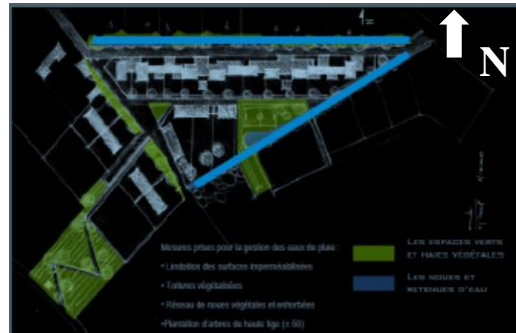 N
Mesures prises pour la gestion des eaux de pluie :
• Limitation des surfaces imperméabilisées
• Toitures végétalisées
• Réseau de noues végétales et enherbées
•Plantation d'arbres de haute tige (± 50)
LES ESPACES VERTS
ET HAIES VÉGÉTALES
LES NOUES ET
RETENUES D'EAU